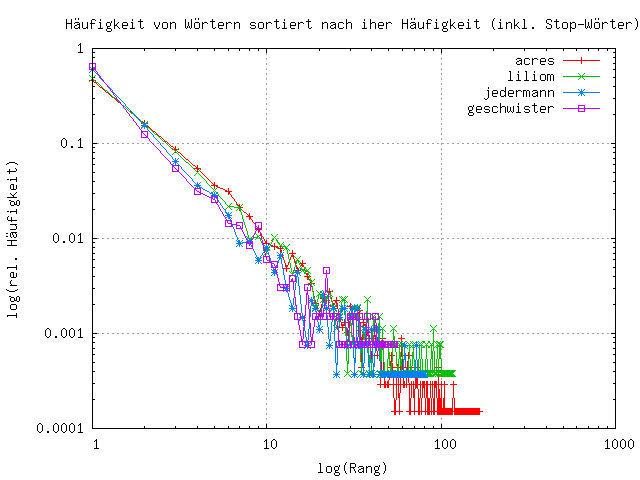 Häufigkeit von Wörtern sortiert nach iher Häufigkeit (inkl. Stop-Wörter)
1
0.1
0.01
0.001
0.0001
log(rel. Häufigkeit)
acres
liliom
jedermann
geschwister
1 10 100 1000
log(Rang)